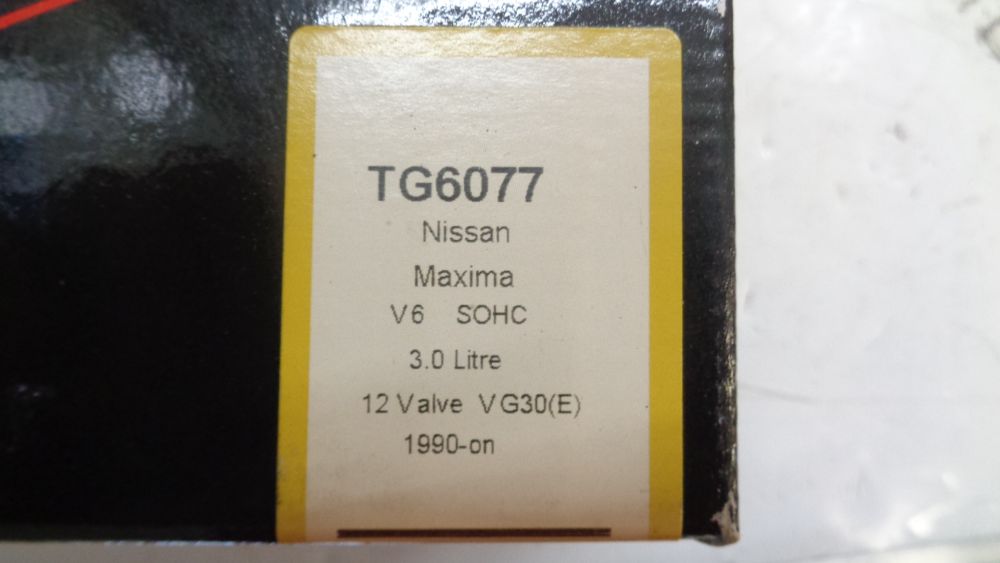 TG6077
Nissan
Maxima
V6 SOHC
3.0 Litre
12 Valve VG30(E)
1990-on